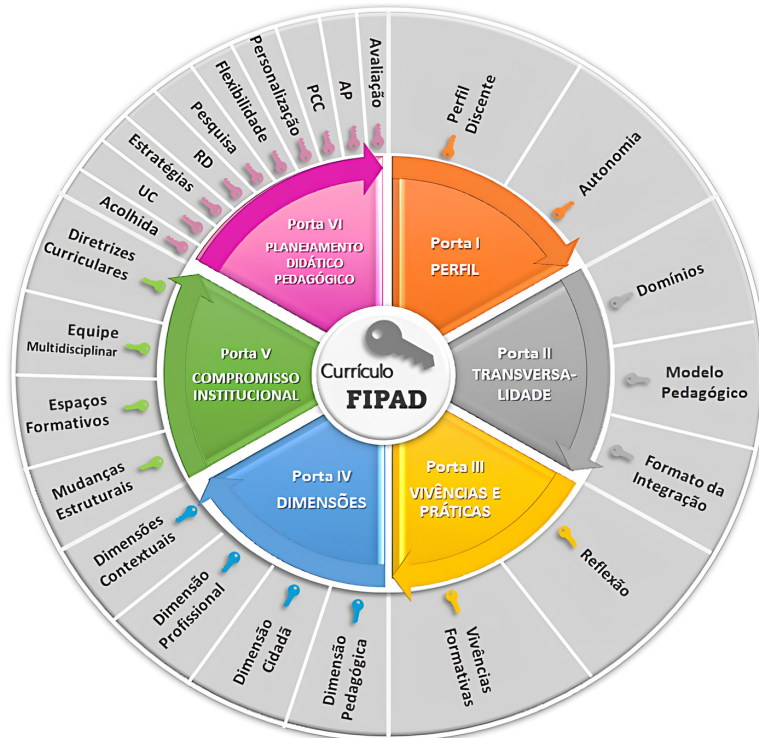 Currículo
FIPAD
Porta I
PERFIL
Perfil
Discente
Autonomia
Porta II
TRANSVERSA-
LIDADE
Domínios
Modelo
Pedagógico
Formato da
Integração
Porta III
VIVÊNCIAS E
PRÁTICAS
Reflexão
Vivências
Formativas
Porta IV
DIMENSÕES
Dimensão
Pedagógica
Dimensão
Cidadã
Dimensão
Profissional
Dimensões
Contextuais
Porta V
COMPROMISSO
INSTITUCIONAL
Mudanças
Estruturais
Espaços
Formativos
Equipe
Multidisciplinar
Diretrizes
Curriculares
Porta VI
PLANEJAMENTO
DIDÁTICO
PEDAGÓGICO
Acolhida
UC
Estratégias
RD
Pesquisa
Flexibilidade
Personalização
PCC
AP
Avaliação